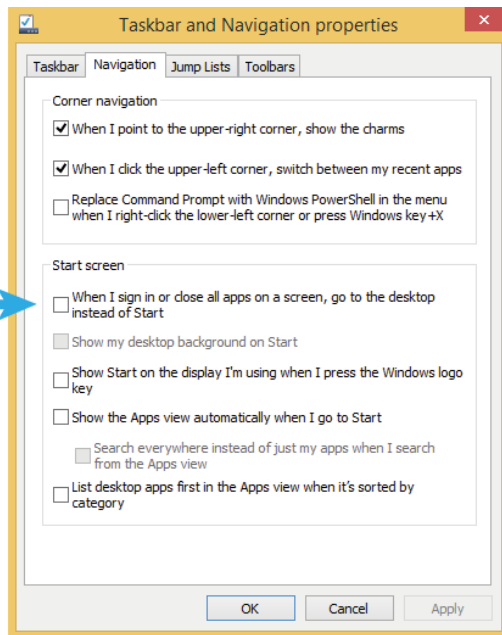 Taskbar and Navigation properties
Taskbar Navigation Jump Lists Toolbars
Corner navigation
When I point to the upper-right corner, show the charms
When I click the upper-left corner, switch between my recent apps
Replace Command Prompt with Windows PowerShell in the menu
when I right-click the lower-left corner or press Windows key+X
Start screen
When I sign in or close all apps on a screen, go to the desktop
instead of Start
Show my desktop background on Start
Show Start on the display I'm using when I press the Windows logo
key
Show the Apps view automatically when I go to Start
Search everywhere instead of just my apps when I search
from the Apps view
List desktop apps first in the Apps view when it's sorted by
category
OK Cancel Apply